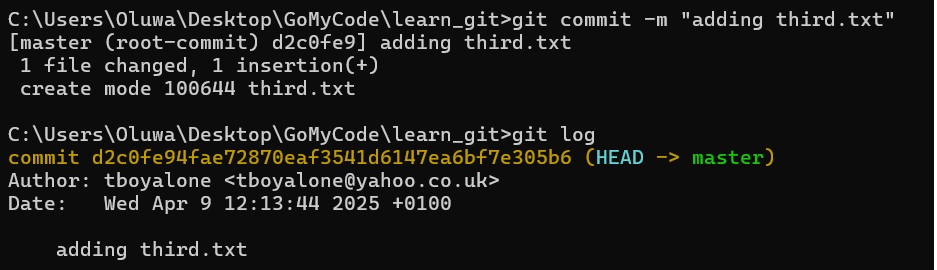 C:\Users\Oluwa\Desktop\GoMyCode\learn_git>git commit -m "adding third.txt"
[master (root-commit) d2c0fe9] adding third.txt
 1 file changed, 1 insertion(+)
 create mode 100644 third.txt

C:\Users\Oluwa\Desktop\GoMyCode\learn_git>git log
commit d2c0fe94fae72870eaf3541d6147ea6bf7e305b6 (HEAD -> master)
Author: tboyalone <tboyalone@yahoo.co.uk>
Date:   Wed Apr 9 12:13:44 2025 +0100

    adding third.txt